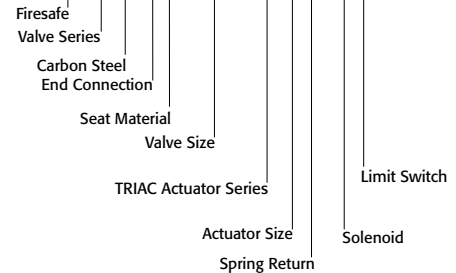 Firesafe
Valve Series
Carbon Steel
End Connection
Seat Material
Valve Size
Limit Switch
TRIAC Actuator Series
Actuator Size
Solenoid
Spring Return